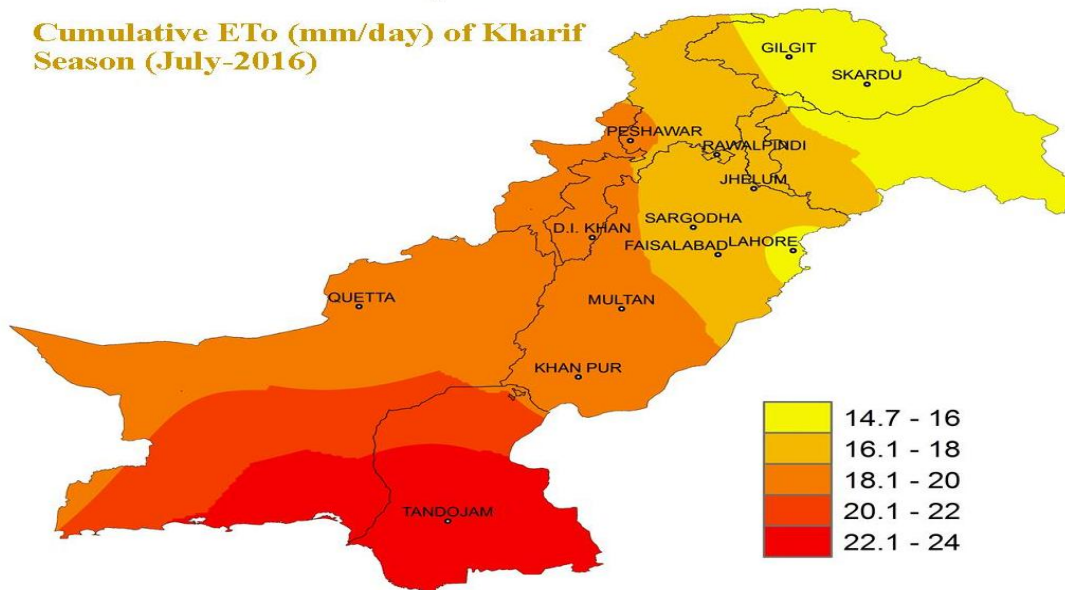 Cumulative ETo (mm/day) of Kharif
Season (July-2016)
GILGIT
SKARDU
PESHAWAR
RAWALPINDI
JHELUM
SARGODHA
D.I. KHAN
FAISALABAD
LAHORE
QUETTA
MULTAN
KHAN PUR
TANDOJAM
14.7 - 16
16.1 - 18
18.1 - 20
20.1 - 22
22.1 - 24